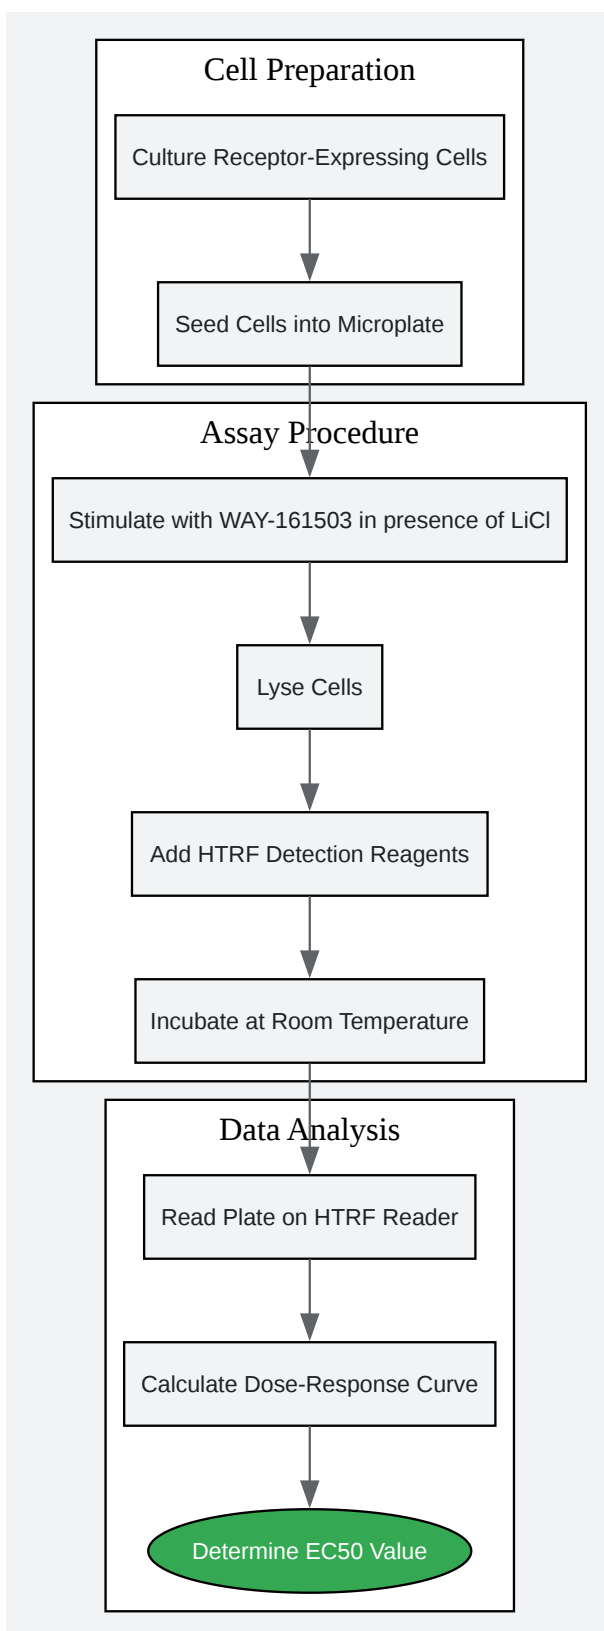 Cell Preparation
Culture Receptor-Expressing Cells
Seed Cells into Microplate
Assay Procedure
Stimulate with WAY-161503 in presence of LiCl
Lyse Cells
Add HTRF Detection Reagents
Incubate at Room Temperature
Data Analysis
Read Plate on HTRF Reader
Calculate Dose-Response Curve
Determine EC50 Value